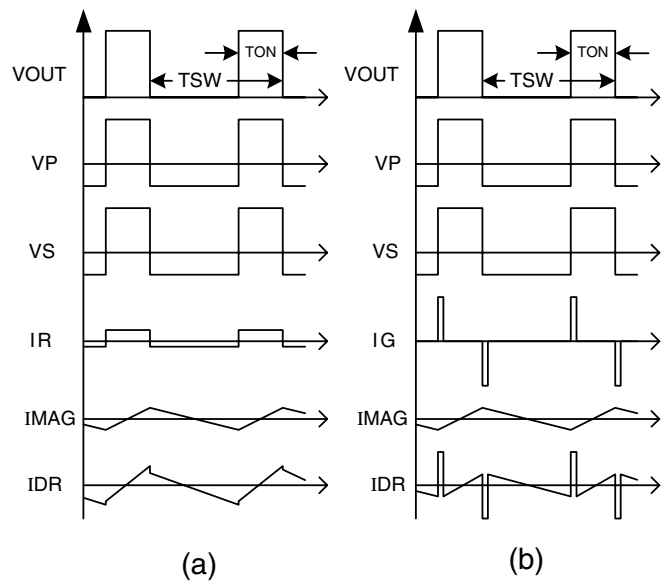 VOUT
TON
TSW
VP
VS
IR
IMAG
IDR
(a)
VOUT
TON
TSW
VP
VS
IG
IMAG
IDR
(b)